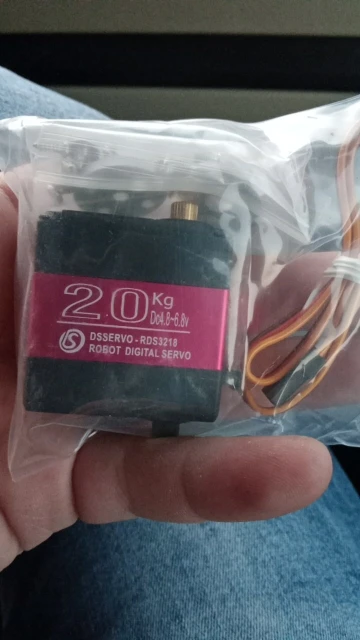 20Kg
Dc4.8~6.8v
DSSERVO - RDS3218
ROBOT DIGITAL SERVO